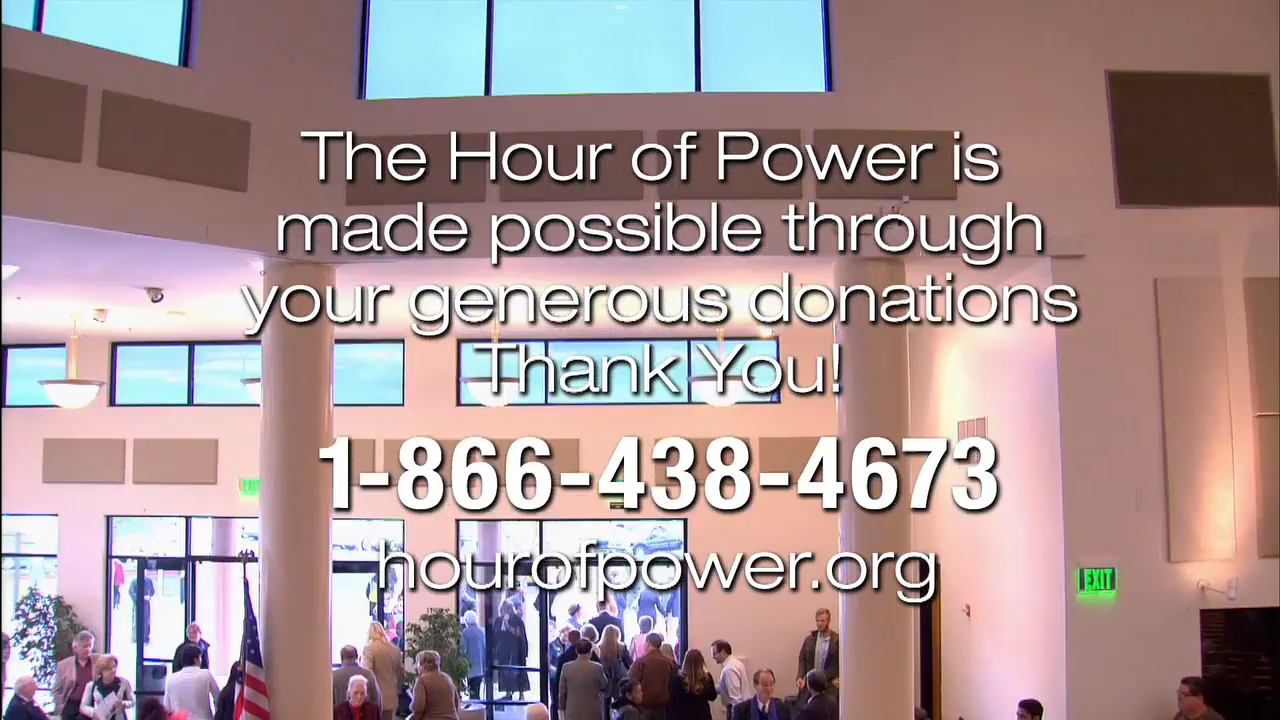 The Hour of Power is
made possible through
your generous donations
Thank You!
1-866-438-4673
hourofpower.org
EXIT
EXIT